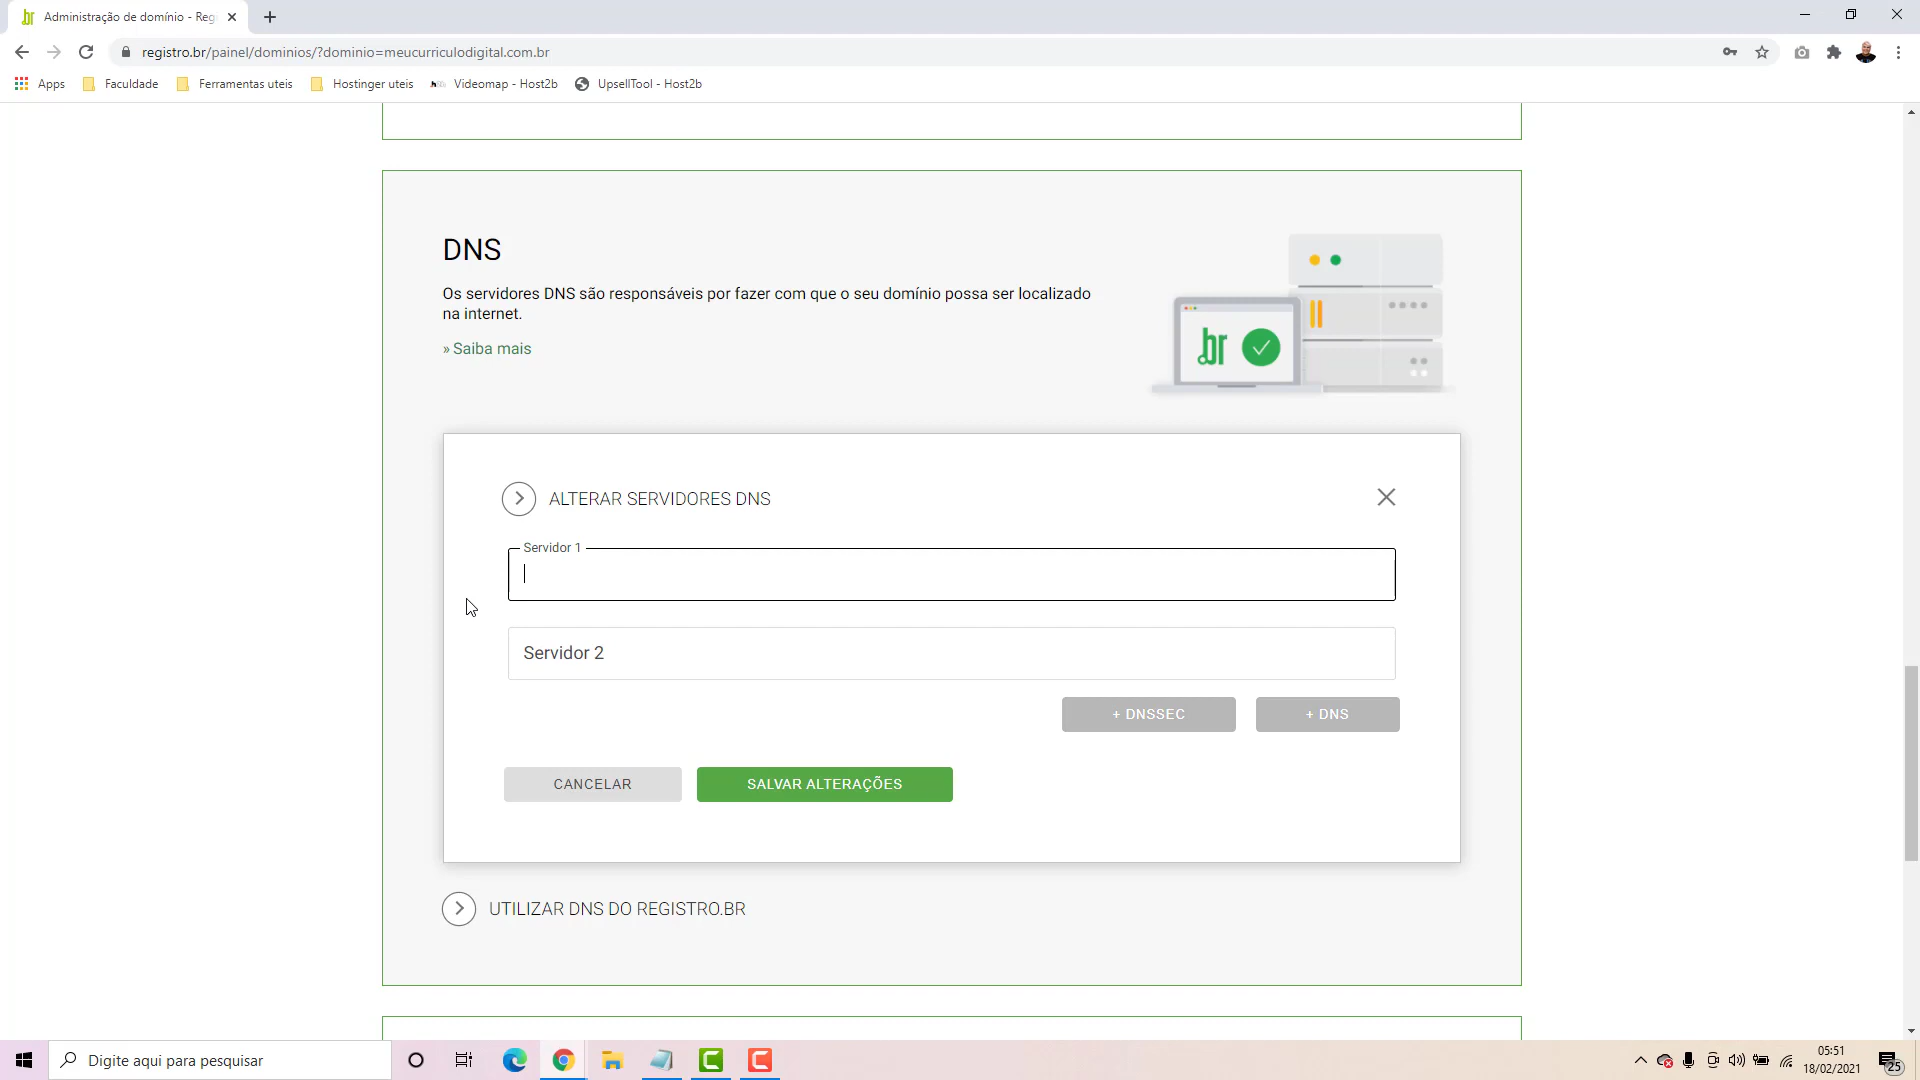 Administração de domínio - Reg
registro.br/painel/dominios/?dominio=meucurriculodigital.com.br
Apps
Faculdade
Ferramentas uteis
Hostinger uteis
Videomap - Host2b
UpsellTool - Host2b
DNS
Os servidores DNS são responsáveis por fazer com que o seu domínio possa ser localizado
na internet.
» Saiba mais
.br
ALTERAR SERVIDORES DNS
Servidor 1
Servidor 2
+ DNSSEC
+ DNS
CANCELAR
SALVAR ALTERAÇÕES
UTILIZAR DNS DO REGISTRO.BR
Digite aqui para pesquisar
05:51
18/02/2021
25